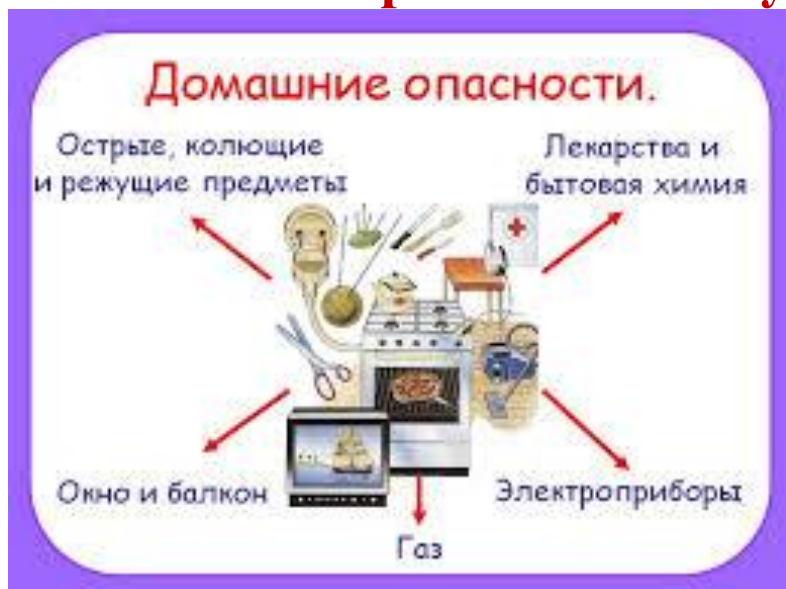 Домашние опасности.
Острые, колющие
и режущие предметы
Лекарства и
бытовая химия
Окно и балкон
Электроприборы
Газ